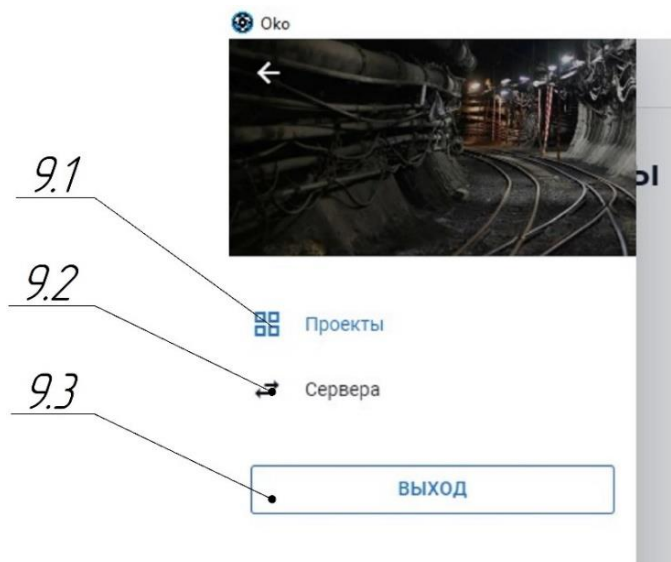 Oko
ы
9.1
Проекты
9.2
Сервера
9.3
ВЫХОД